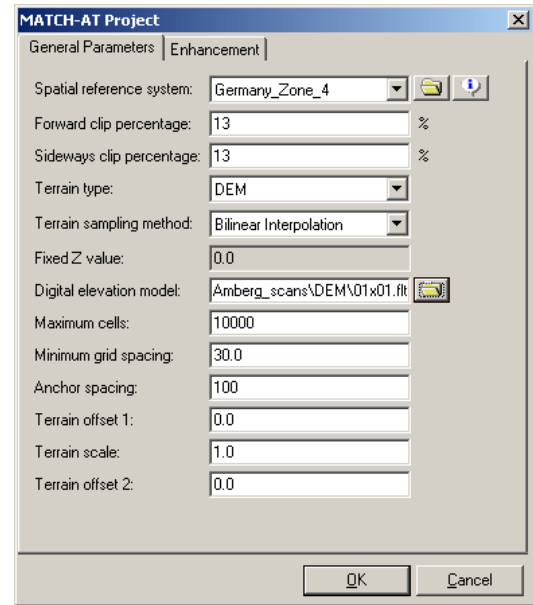 MATCH-AT Project
General Parameters Enhancement
Spatial reference system: Germany_Zone_4
Forward clip percentage: 13 %
Sideways clip percentage: 13 %
Terrain type: DEM
Terrain sampling method: Bilinear Interpolation
Fixed Z value: 0.0
Digital elevation model: Amberg_scans\DEM\01x01.flt
Maximum cells: 10000
Minimum grid spacing: 30.0
Anchor spacing: 100
Terrain offset 1: 0.0
Terrain scale: 1.0
Terrain offset 2: 0.0
OK Cancel